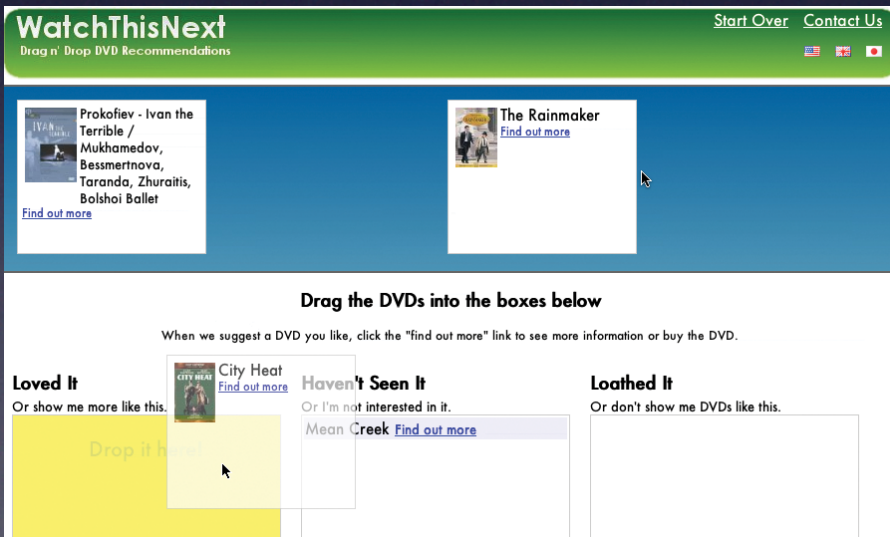 WatchThisNext
Drag n' Drop DVD Recommendations
Start Over Contact Us
Prokofiev - Ivan the
Terrible /
Mukhamedov,
Bessmertnova,
Taranda, Zhuraitis,
Bolshoi Ballet
Find out more
The Rainmaker
Find out more
Drag the DVDs into the boxes below
When we suggest a DVD you like, click the "find out more" link to see more information or buy the DVD.
Loved It
Or show me more like this.
Drop it here!
CITY HEAT
City Heat
Find out more
Haven't Seen It
Or I'm not interested in it.
Mean Creek Find out more
Loathed It
Or don't show me DVDs like this.